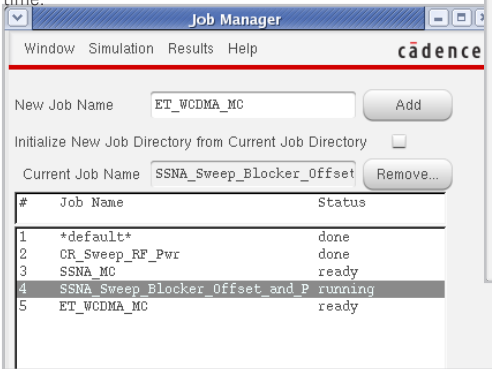 time.
Job Manager
Window Simulation Results Help
cādence
New Job Name ET_WCDMA_MC Add
Initialize New Job Directory from Current Job Directory
Current Job Name SSNA_Sweep_Blocker_Offset Remove...
# Job Name Status
1 *default* done
2 CR_Sweep_RF_Pwr done
3 SSNA_MC ready
4 SSNA_Sweep_Blocker_Offset_and_P running
5 ET_WCDMA_MC ready